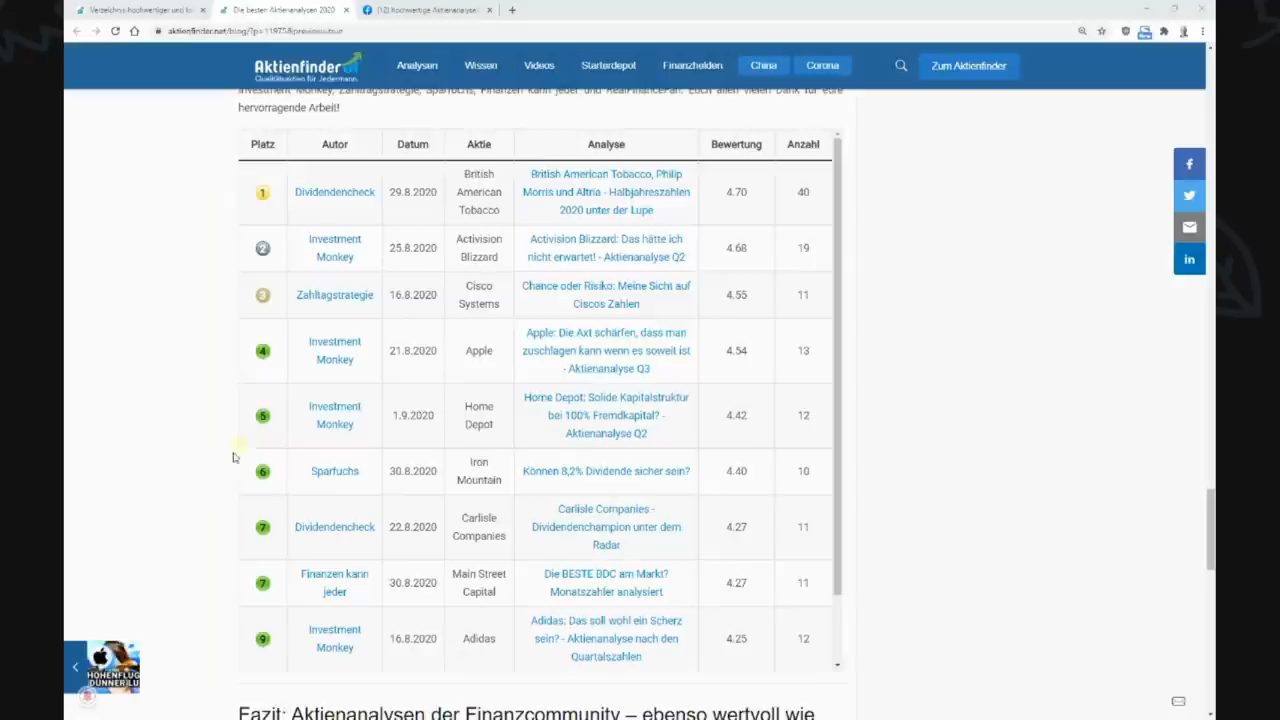 Die besten Aktienanalysen 2020
aktienfinder.net/blog/?p=11975&preview=true
Aktienfinder
Qualitätsaktien für Jedermann.
Analysen Wissen Videos Starterdepot Finanzhelden China Corona Zum Aktienfinder
Investment Monkey, Zahltagstrategie, Sparfuchs, Finanzen kann jeder und RealFinancePan. Euch allen vielen Dank für eure
hervorragende Arbeit!
Platz Autor Datum Aktie Analyse Bewertung Anzahl
1 Dividendencheck 29.8.2020 British American Tobacco British American Tobacco, Philip Morris und Altria - Halbjahreszahlen 2020 unter der Lupe 4.70 40
2 Investment Monkey 25.8.2020 Activision Blizzard Activision Blizzard: Das hätte ich nicht erwartet! - Aktienanalyse Q2 4.68 19
3 Zahltagstrategie 16.8.2020 Cisco Systems Chance oder Risiko: Meine Sicht auf Ciscos Zahlen 4.55 11
4 Investment Monkey 21.8.2020 Apple Apple: Die Axt schärfen, dass man zuschlagen kann wenn es soweit ist - Aktienanalyse Q3 4.54 13
5 Investment Monkey 1.9.2020 Home Depot Home Depot: Solide Kapitalstruktur bei 100% Fremdkapital? - Aktienanalyse Q2 4.42 12
6 Sparfuchs 30.8.2020 Iron Mountain Können 8,2% Dividende sicher sein? 4.40 10
7 Dividendencheck 22.8.2020 Carlisle Companies Carlisle Companies - Dividendenchampion unter dem Radar 4.27 11
7 Finanzen kann jeder 30.8.2020 Main Street Capital Die BESTE BDC am Markt? Monatszahler analysiert 4.27 11
9 Investment Monkey 16.8.2020 Adidas Adidas: Das soll wohl ein Scherz sein? - Aktienanalyse nach den Quartalszahlen 4.25 12
HÖHENFLUG
Fazit: Aktienanalysen der Finanzcommunity – ebenso wertvoll wie